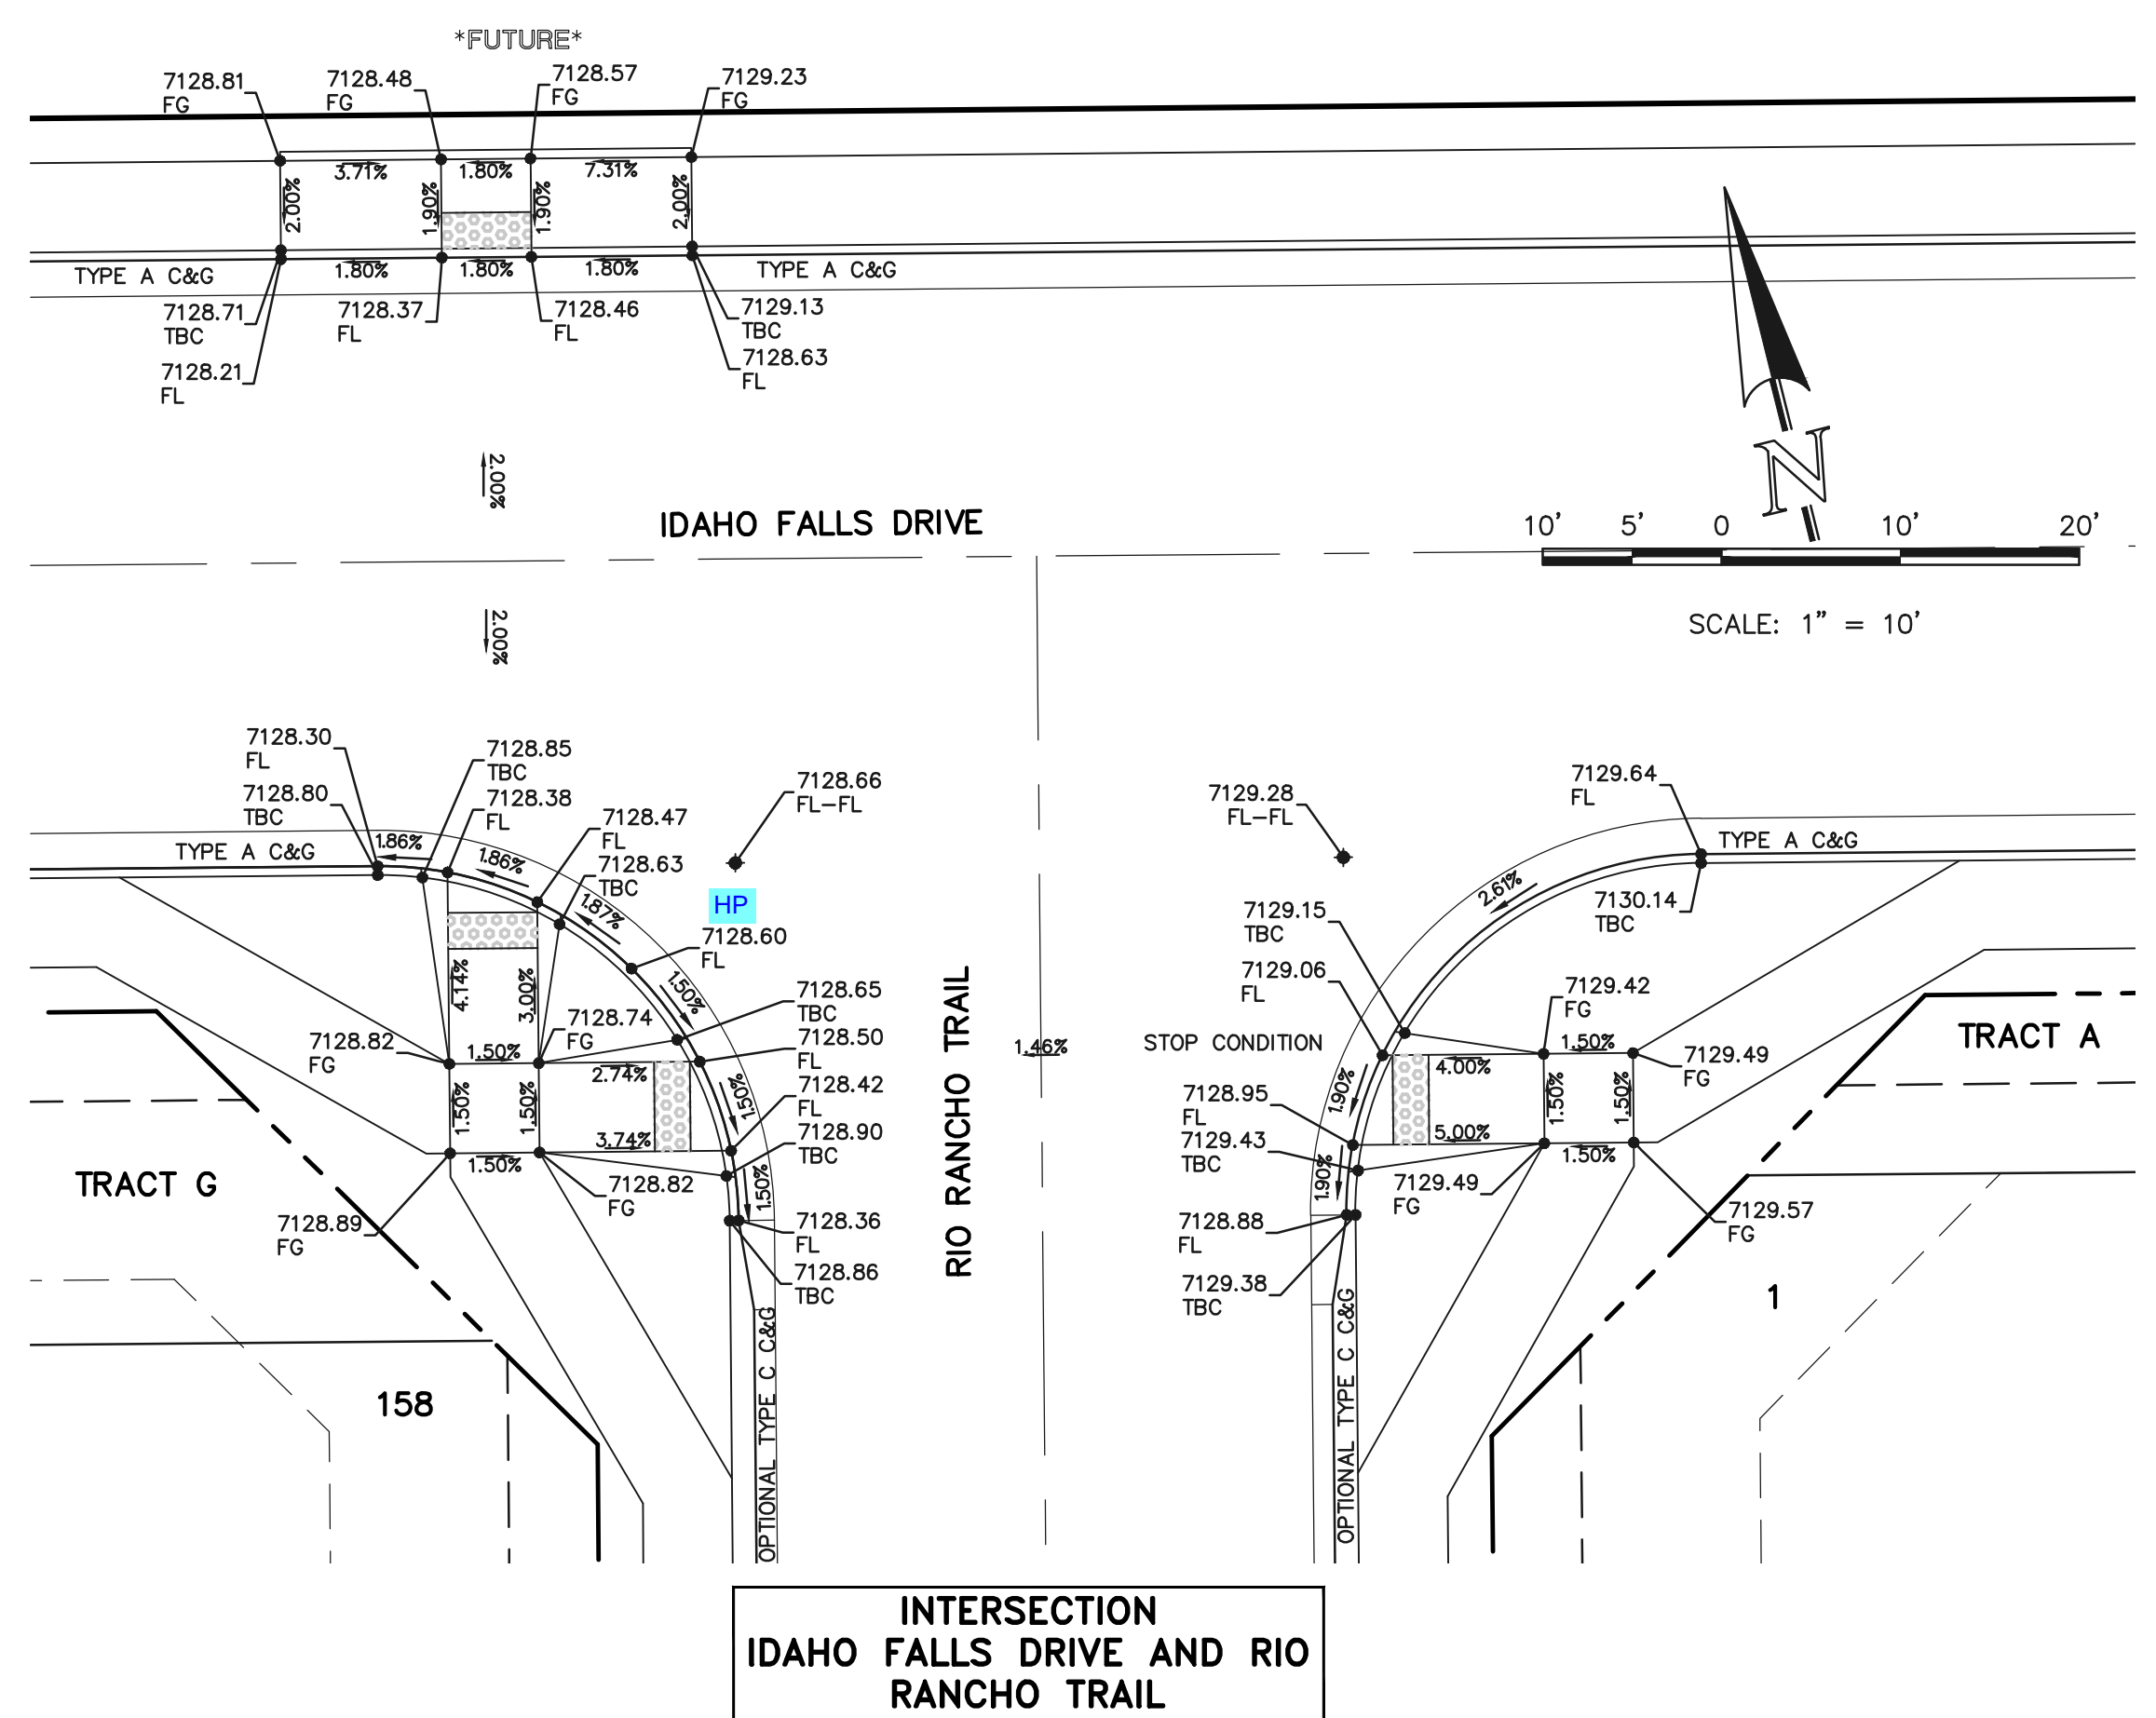 *FUTURE*
7128.81
FG
7128.48
FG
7128.57
FG
7129.23
FG
3.71%
1.80%
7.31%
2.00%
1.90%
1.90%
2.00%
TYPE A C&G
1.80%
1.80%
1.80%
TYPE A C&G
7128.71
TBC
7128.37
FL
7128.46
FL
7129.13
TBC
7128.21
FL
7128.63
FL
2.00%
IDAHO FALLS DRIVE
2.00%
N
10'
5'
0
10'
20'
SCALE: 1" = 10'
7128.30
FL
7128.85
TBC
7128.80
TBC
7128.38
FL
7128.47
FL
7128.63
TBC
7128.66
FL-FL
HP
7128.60
FL
TYPE A C&G
1.86%
1.86%
1.87%
1.50%
4.14%
3.00%
7128.65
TBC
7128.74
FG
7128.50
FL
7128.82
FG
1.50%
2.74%
1.50%
7128.42
FL
1.50%
1.50%
3.74%
7128.90
TBC
1.50%
1.50%
TRACT G
7128.82
FG
7128.89
FG
7128.36
FL
7128.86
TBC
OPTIONAL TYPE C C&G
158
RIO RANCHO TRAIL
1.46%
7129.28
FL-FL
7129.64
FL
TYPE A C&G
2.61%
7130.14
TBC
7129.15
TBC
7129.06
FL
STOP CONDITION
7129.42
FG
1.50%
7129.49
FG
TRACT A
4.00%
1.90%
1.50%
1.50%
7128.95
FL
5.00%
1.50%
7129.43
TBC
1.90%
7129.49
FG
7129.57
FG
7128.88
FL
7129.38
TBC
1
OPTIONAL TYPE C C&G
INTERSECTION
IDAHO FALLS DRIVE AND RIO
RANCHO TRAIL